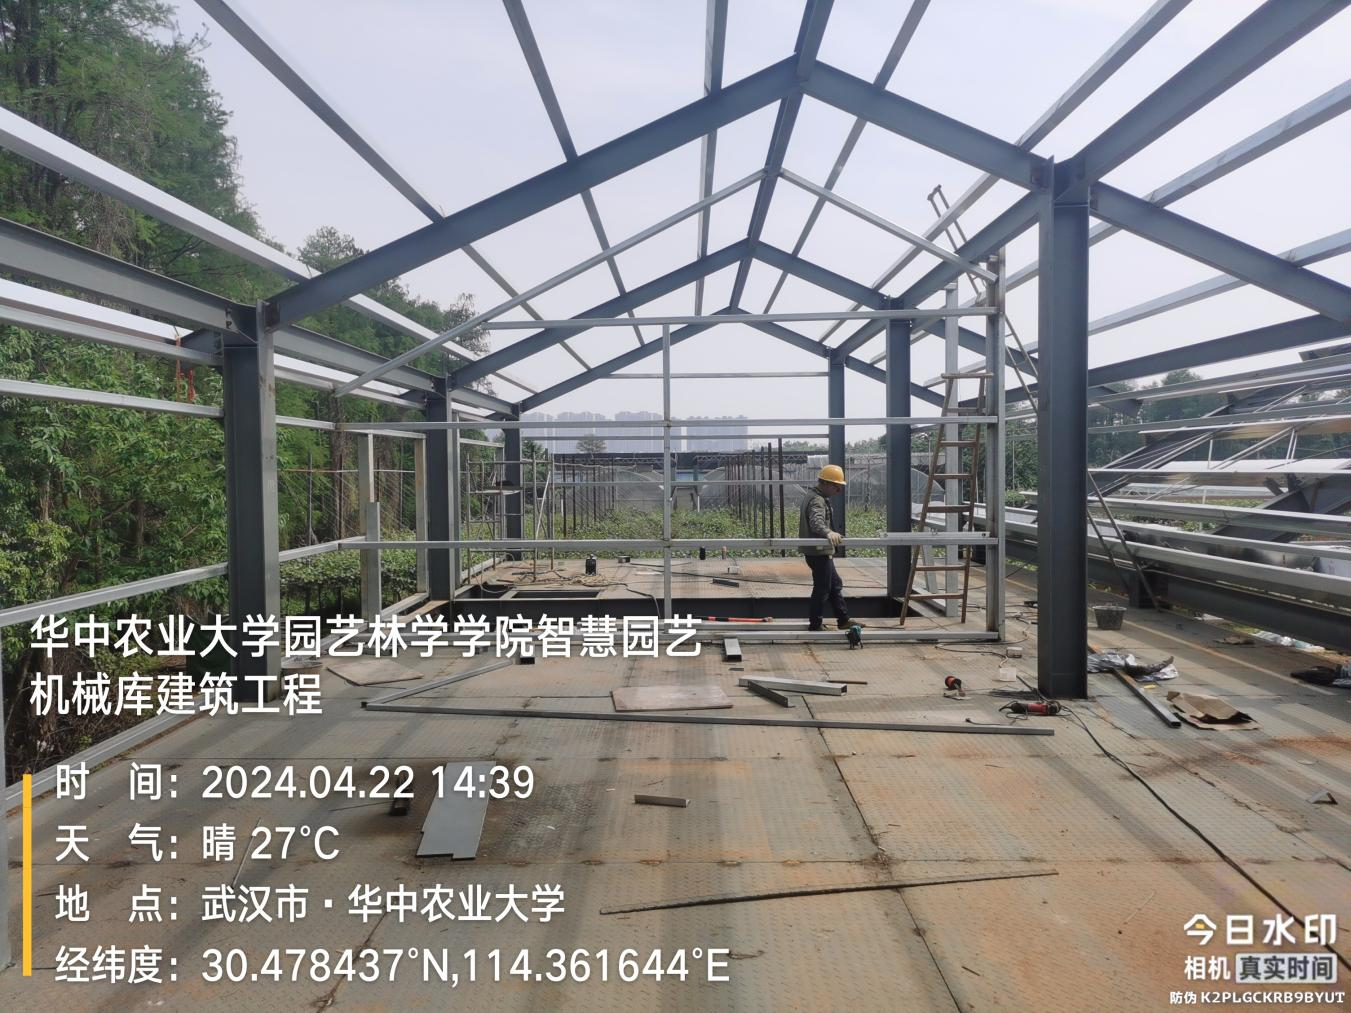 华中农业大学园艺林学学院智慧园艺
机械库建筑工程
时 间：2024.04.22 14:39
天 气：晴 27°C
地 点：武汉市·华中农业大学
经纬度：30.478437°N,114.361644°E
今日水印
相机 真实时间
防伪 K2PLGCKRB9BYUT